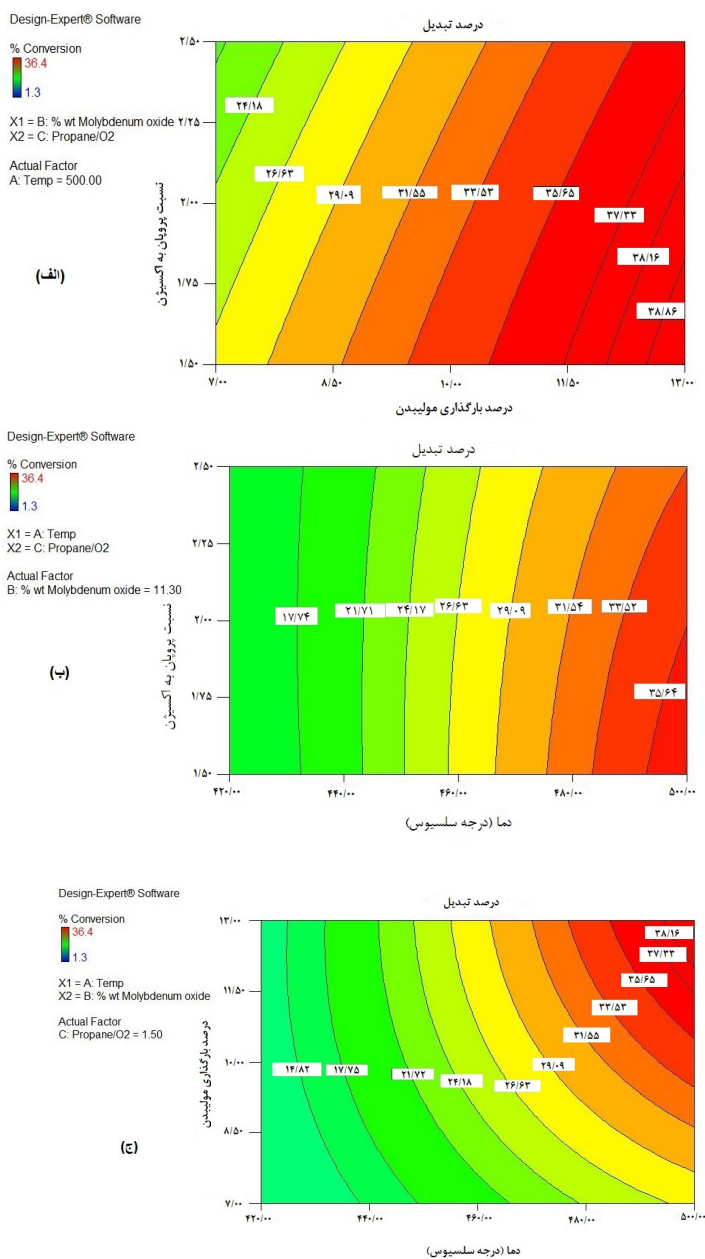 Design-Expert® Software
% Conversion
36.4
1.3
X1 = B: % wt Molybdenum oxide
X2 = C: Propane/O2
Actual Factor
A: Temp = 500.00
(الف)
درصد تبدیل
نسبت پروپان به اکسیژن
۲/۵۰
۲/۲۵
۲/۰۰
۱/۷۵
۱/۵۰
۲۴/۱۸
۲۶/۶۳
۲۹/۰۹
۳۱/۵۵
۳۳/۵۳
۳۵/۶۵
۳۷/۳۳
۳۸/۱۶
۳۸/۸۶
۷/۰۰
۸/۵۰
۱۰/۰۰
۱۱/۵۰
۱۳/۰۰
درصد بارگذاری مولیبدن
Design-Expert® Software
% Conversion
36.4
1.3
X1 = A: Temp
X2 = C: Propane/O2
Actual Factor
B: % wt Molybdenum oxide = 11.30
(ب)
درصد تبدیل
نسبت پروپان به اکسیژن
۲/۵۰
۲/۲۵
۲/۰۰
۱/۷۵
۱/۵۰
۱۷/۷۴
۲۱/۷۱
۲۴/۱۷
۲۶/۶۳
۲۹/۰۹
۳۱/۵۴
۳۳/۵۲
۳۵/۶۴
۴۲۰/۰۰
۴۴۰/۰۰
۴۶۰/۰۰
۴۸۰/۰۰
۵۰۰/۰۰
دما (درجه سلسیوس)
Design-Expert® Software
% Conversion
36.4
1.3
X1 = A: Temp
X2 = B: % wt Molybdenum oxide
Actual Factor
C: Propane/O2 = 1.50
(ج)
درصد تبدیل
درصد بارگذاری مولیبدن
۱۳/۰۰
۱۱/۵۰
۱۰/۰۰
۸/۵۰
۷/۰۰
۳۸/۱۶
۳۷/۳۳
۳۵/۶۵
۳۳/۵۳
۳۱/۵۵
۲۹/۰۹
۲۶/۶۳
۲۴/۱۸
۲۱/۷۲
۱۷/۷۵
۱۴/۸۲
۴۲۰/۰۰
۴۴۰/۰۰
۴۶۰/۰۰
۴۸۰/۰۰
۵۰۰/۰۰
دما (درجه سلسیوس)